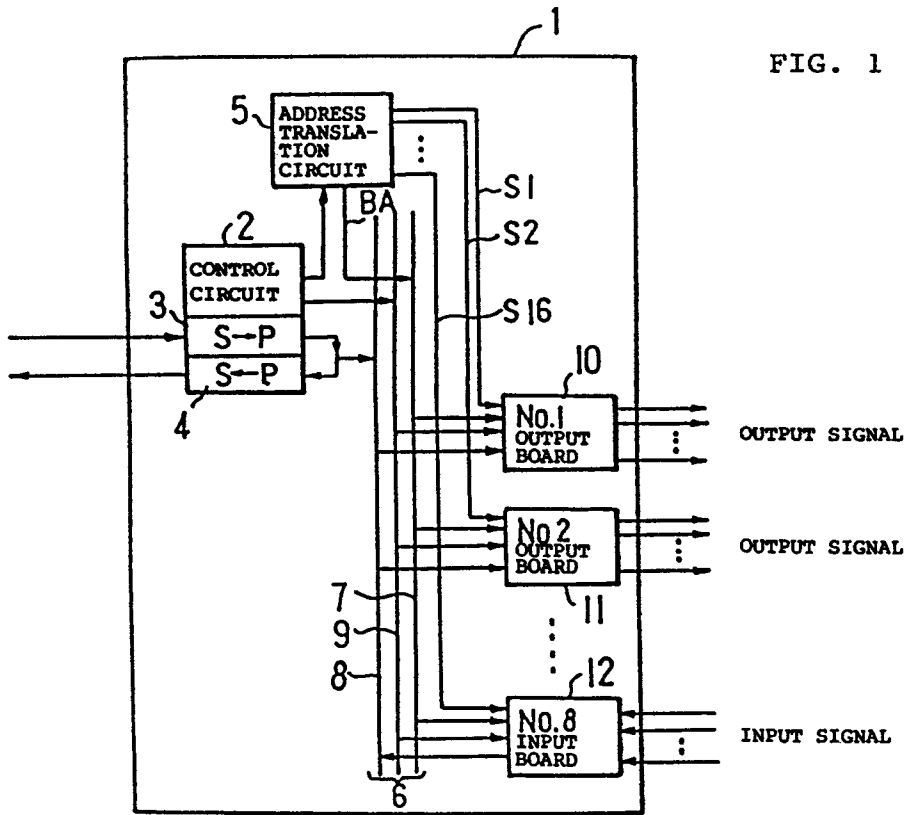 1
FIG. 1
5
ADDRESS
TRANSLA-
TION
CIRCUIT
BA
S1
S2
S16
2
CONTROL
CIRCUIT
3
S→P
S←P
4
10
No.1
OUTPUT
BOARD
OUTPUT SIGNAL
No.2
OUTPUT
BOARD
OUTPUT SIGNAL
11
7
9
8
12
No.8
INPUT
BOARD
INPUT SIGNAL
6